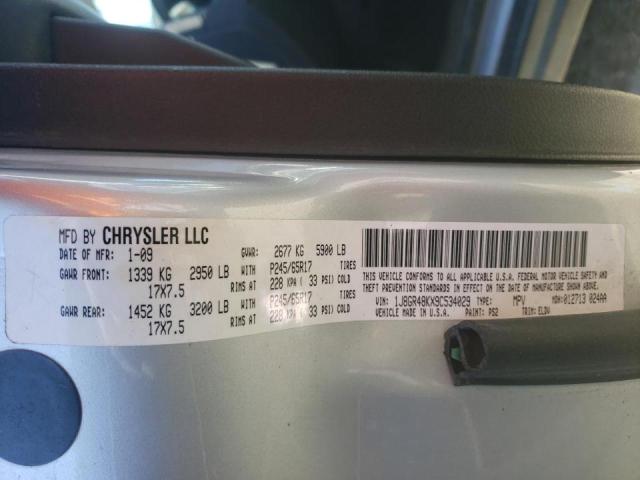 MFD BY CHRYSLER LLC
DATE OF MFR: 1-09 GVWR: 2677 KG 5900 LB
GAWR FRONT: 1339 KG 2950 LB WITH P245/65R17 TIRES
17X7.5 RIMS AT 228 KPA ( 33 PSI) COLD
GAWR REAR: 1452 KG 3200 LB WITH P245/65R17 TIRES
17X7.5 RIMS AT 228 KPA ( 33 PSI) COLD
THIS VEHICLE CONFORMS TO ALL APPLICABLE U.S.A. FEDERAL MOTOR VEHICLE SAFETY AND
THEFT PREVENTION STANDARDS IN EFFECT ON THE DATE OF MANUFACTURE SHOWN ABOVE.
VIN: 1J8GR48KX9C534029 TYPE: MPV MDH: 012713 024AA
VEHICLE MADE IN U.S.A. PAINT: PS2 TRIM: ELDV